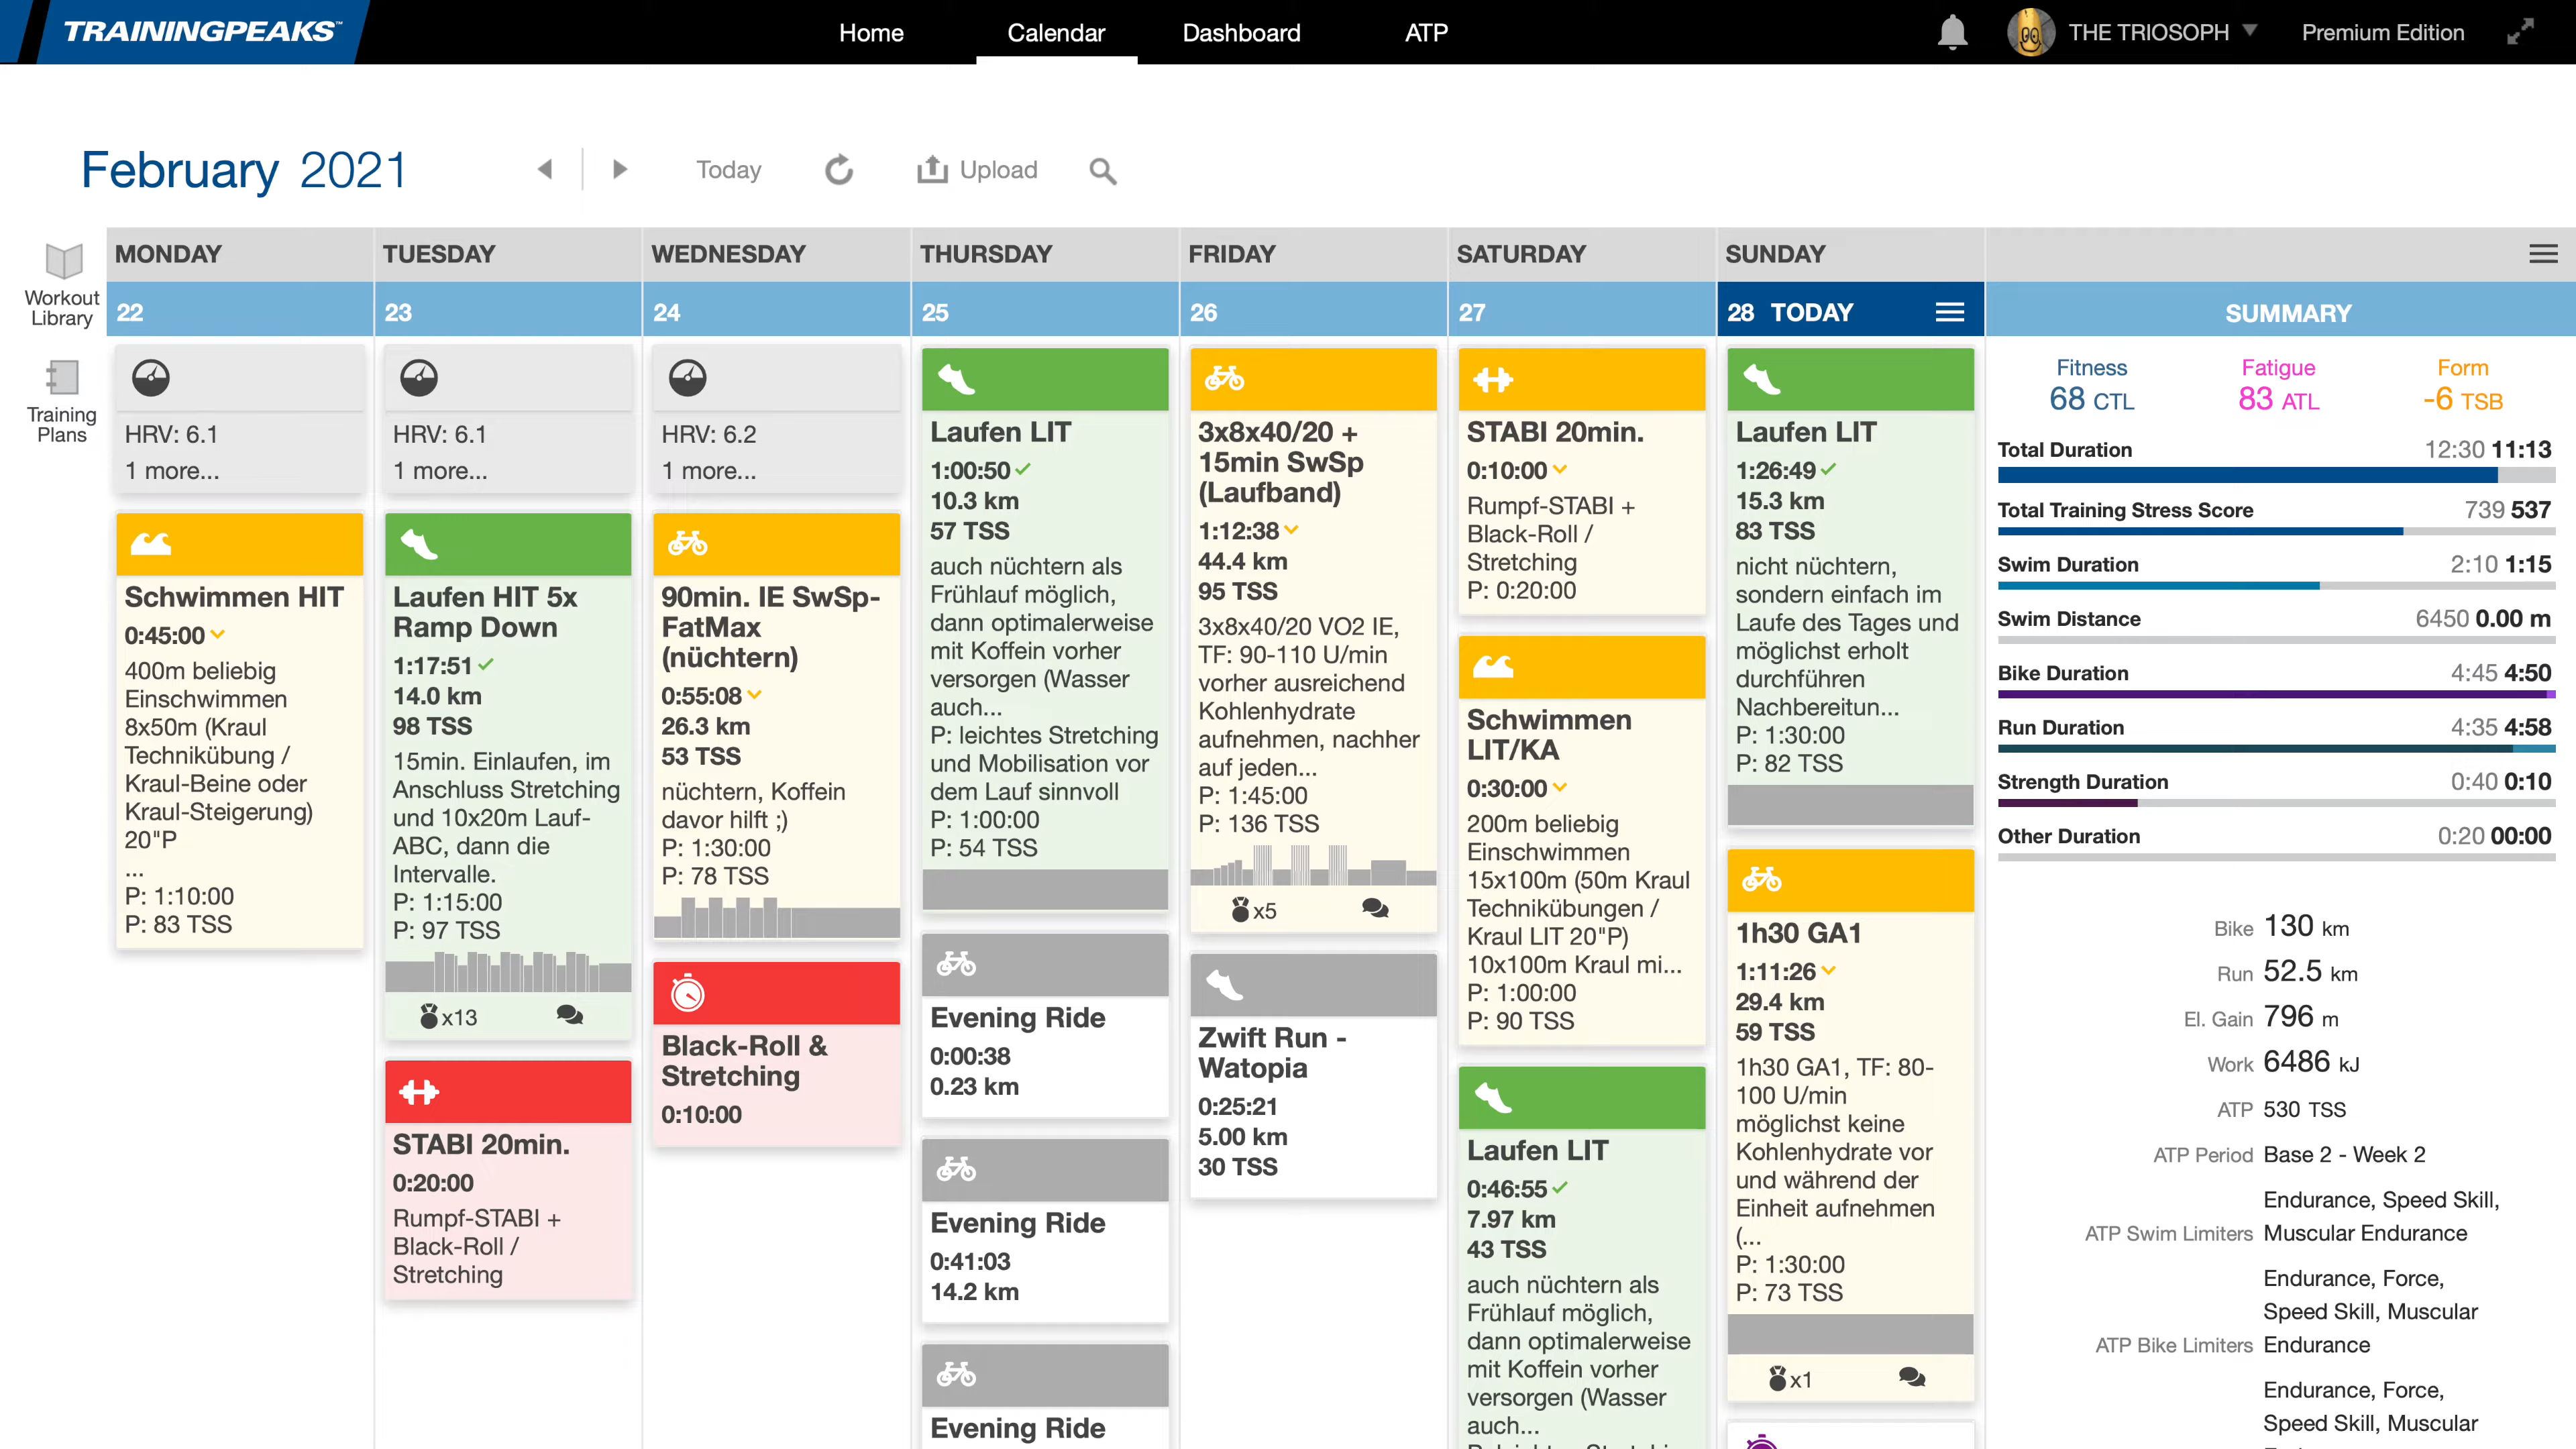 TRAININGPEAKS™
Home
Calendar
Dashboard
ATP
THE TRIOSOPH
Premium Edition
February 2021
Today
Upload
Workout
Library
Training
Plans
MONDAY
TUESDAY
WEDNESDAY
THURSDAY
FRIDAY
SATURDAY
SUNDAY
22
23
24
25
26
27
28 TODAY
SUMMARY
HRV: 6.1
1 more...
Schwimmen HIT
0:45:00
400m beliebig
Einschwimmen
8x50m (Kraul
Technikübung /
Kraul-Beine oder
Kraul-Steigerung)
20"P
...
P: 1:10:00
P: 83 TSS
HRV: 6.1
1 more...
Laufen HIT 5x
Ramp Down
1:17:51
14.0 km
98 TSS
15min. Einlaufen, im
Anschluss Stretching
und 10x20m Lauf-
ABC, dann die
Intervalle.
P: 1:15:00
P: 97 TSS
x13
STABI 20min.
0:20:00
Rumpf-STABI +
Black-Roll /
Stretching
HRV: 6.2
1 more...
90min. IE SwSp-
FatMax
(nüchtern)
0:55:08
26.3 km
53 TSS
nüchtern, Koffein
davor hilft ;)
P: 1:30:00
P: 78 TSS
Black-Roll &
Stretching
0:10:00
Laufen LIT
1:00:50
10.3 km
57 TSS
auch nüchtern als
Frühlauf möglich,
dann optimalerweise
mit Koffein vorher
versorgen (Wasser
auch...
P: leichtes Stretching
und Mobilisation vor
dem Lauf sinnvoll
P: 1:00:00
P: 54 TSS
Evening Ride
0:00:38
0.23 km
Evening Ride
0:41:03
14.2 km
Evening Ride
3x8x40/20 +
15min SwSp
(Laufband)
1:12:38
44.4 km
95 TSS
3x8x40/20 VO2 IE,
TF: 90-110 U/min
vorher ausreichend
Kohlenhydrate
aufnehmen, nachher
auf jeden...
P: 1:45:00
P: 136 TSS
x5
Zwift Run -
Watopia
0:25:21
5.00 km
30 TSS
STABI 20min.
0:10:00
Rumpf-STABI +
Black-Roll /
Stretching
P: 0:20:00
Schwimmen
LIT/KA
0:30:00
200m beliebig
Einschwimmen
15x100m (50m Kraul
Technikübungen /
Kraul LIT 20"P)
10x100m Kraul mi...
P: 1:00:00
P: 90 TSS
Laufen LIT
0:46:55
7.97 km
43 TSS
auch nüchtern als
Frühlauf möglich,
dann optimalerweise
mit Koffein vorher
versorgen (Wasser
auch...
Laufen LIT
1:26:49
15.3 km
83 TSS
nicht nüchtern,
sondern einfach im
Laufe des Tages und
möglichst erholt
durchführen
Nachbereitun...
P: 1:30:00
P: 82 TSS
1h30 GA1
1:11:26
29.4 km
59 TSS
1h30 GA1, TF: 80-
100 U/min
möglichst keine
Kohlenhydrate vor
und während der
Einheit aufnehmen
(...
P: 1:30:00
P: 73 TSS
x1
Fitness
68 CTL
Fatigue
83 ATL
Form
-6 TSB
Total Duration 12:30 11:13
Total Training Stress Score 739 537
Swim Duration 2:10 1:15
Swim Distance 6450 0.00 m
Bike Duration 4:45 4:50
Run Duration 4:35 4:58
Strength Duration 0:40 0:10
Other Duration 0:20 00:00
Bike 130 km
Run 52.5 km
El. Gain 796 m
Work 6486 kJ
ATP 530 TSS
ATP Period Base 2 - Week 2
Endurance, Speed Skill,
ATP Swim Limiters Muscular Endurance
Endurance, Force,
Speed Skill, Muscular
ATP Bike Limiters Endurance
Endurance, Force,
Speed Skill, Muscular